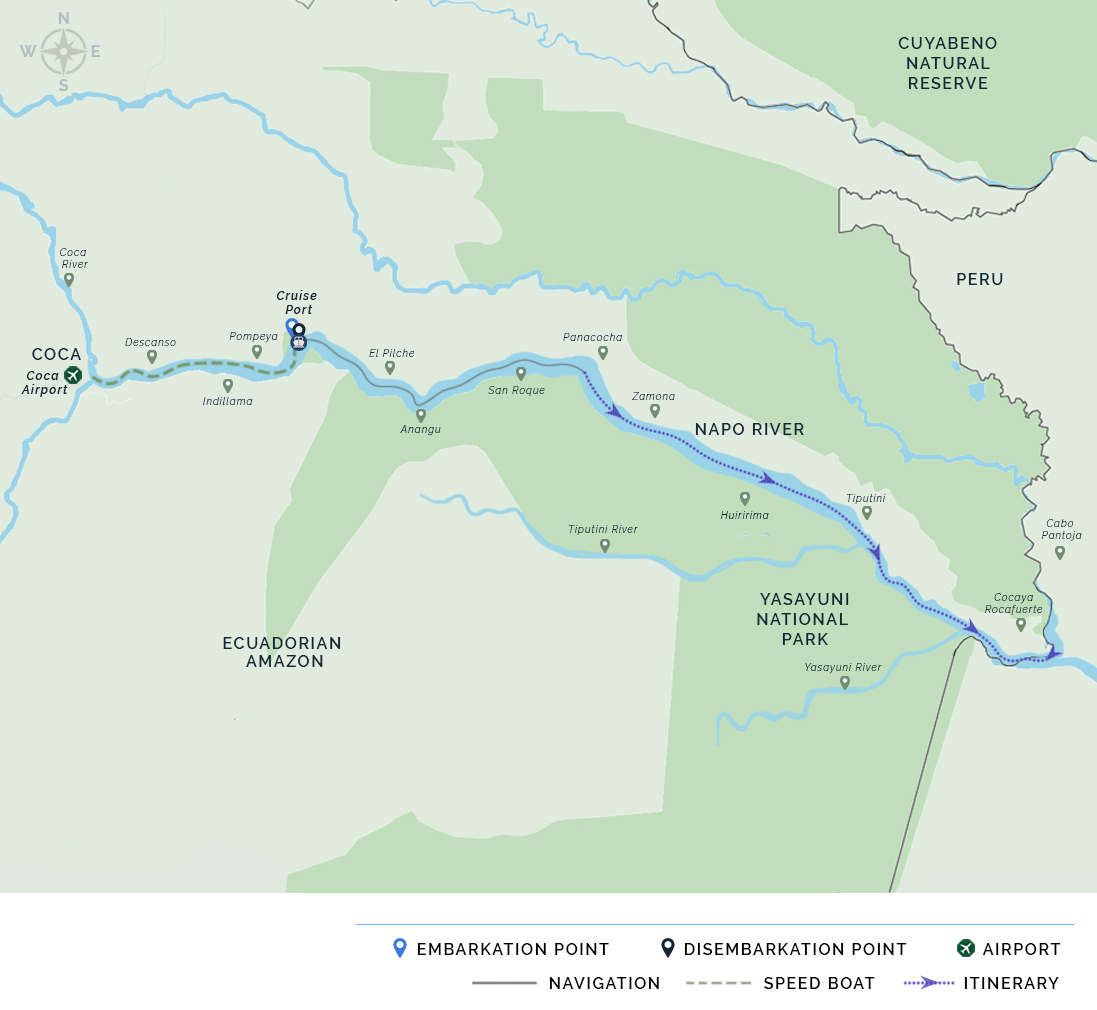 N
W E
S
CUYABENO
NATURAL
RESERVE
Coca
River
PERU
Cruise
Port
Descanso
Pompeya
Panacocha
COCA
El Pilche
Coca
Airport
Indillama
San Roque
Zamona
Anangu
NAPO RIVER
Huiririma
Tiputini
Tiputini River
Cabo
Pantoja
YASAYUNI
NATIONAL
PARK
Cocaya
Rocafuerte
ECUADORIAN
AMAZON
Yasayuni River
EMBARKATION POINT
DISEMBARKATION POINT
AIRPORT
NAVIGATION
SPEED BOAT
ITINERARY